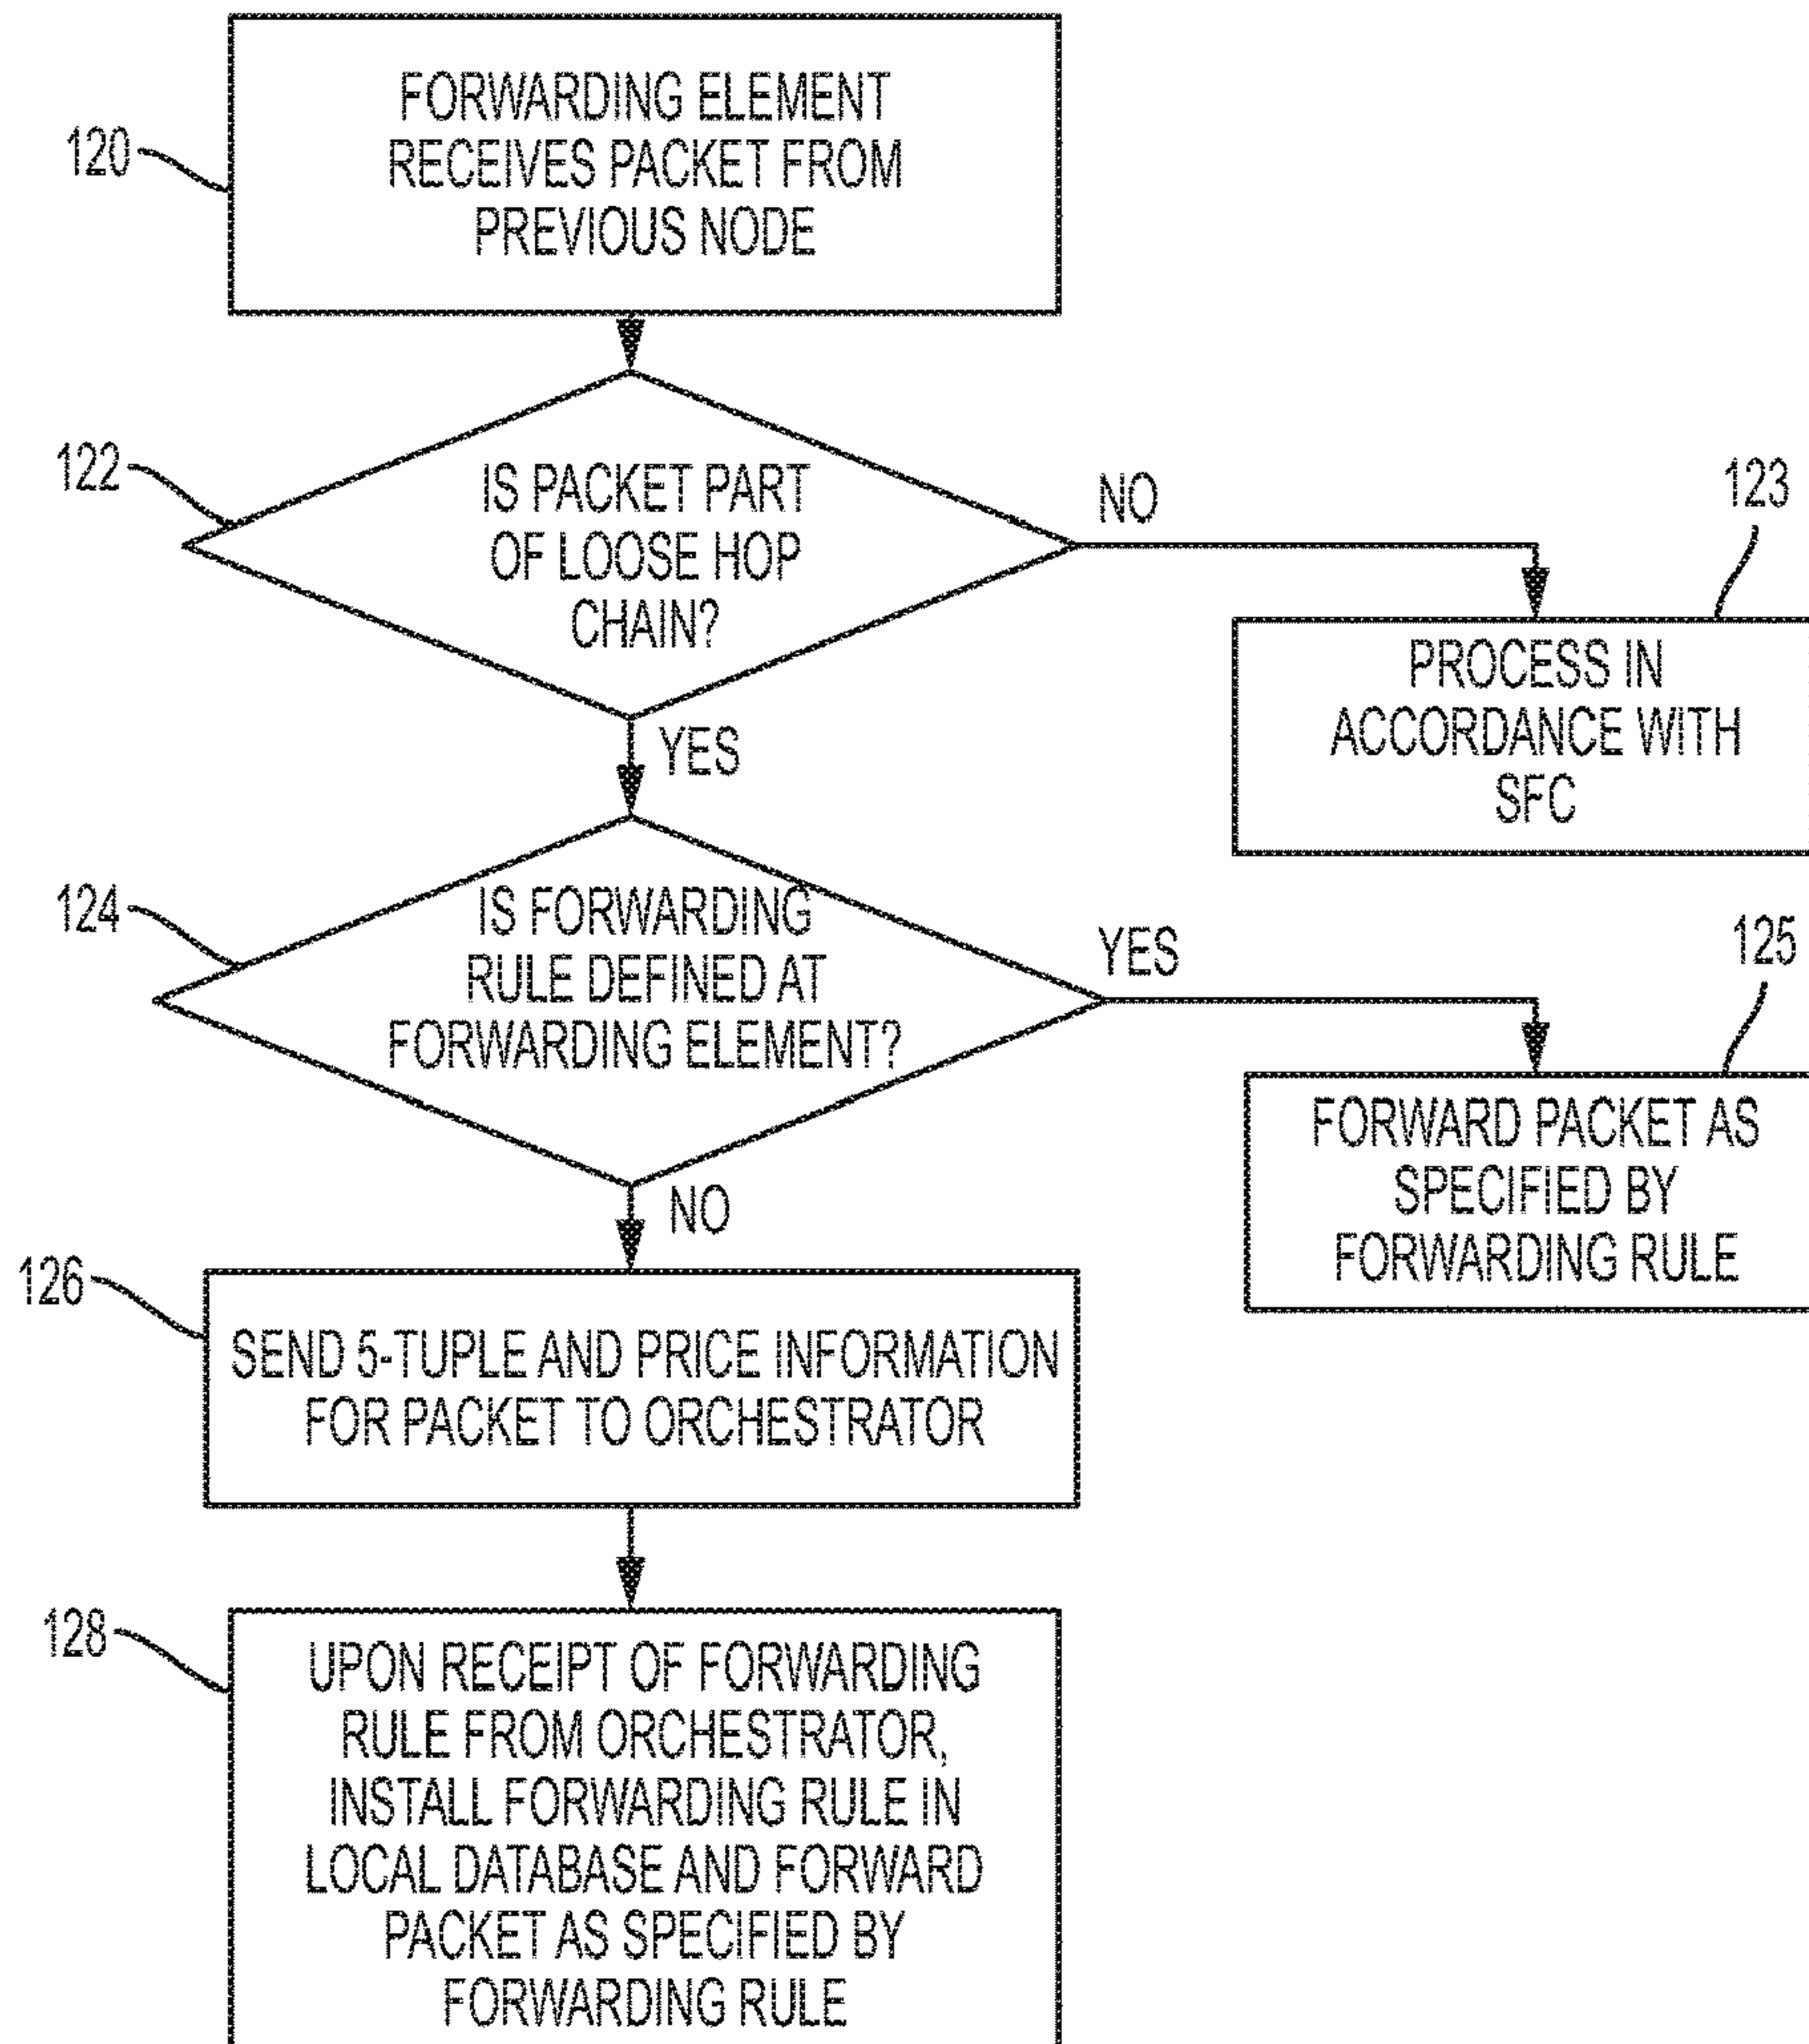 FORWARDING ELEMENT
RECEIVES PACKET FROM
PREVIOUS NODE
120
122
IS PACKET PART
OF LOOSE HOP
CHAIN?
NO
123
PROCESS IN
ACCORDANCE WITH
SFC
YES
124
IS FORWARDING
RULE DEFINED AT
FORWARDING ELEMENT?
YES
125
FORWARD PACKET AS
SPECIFIED BY
FORWARDING RULE
NO
126
SEND 5-TUPLE AND PRICE INFORMATION
FOR PACKET TO ORCHESTRATOR
128
UPON RECEIPT OF FORWARDING
RULE FROM ORCHESTRATOR,
INSTALL FORWARDING RULE IN
LOCAL DATABASE AND FORWARD
PACKET AS SPECIFIED BY
FORWARDING RULE